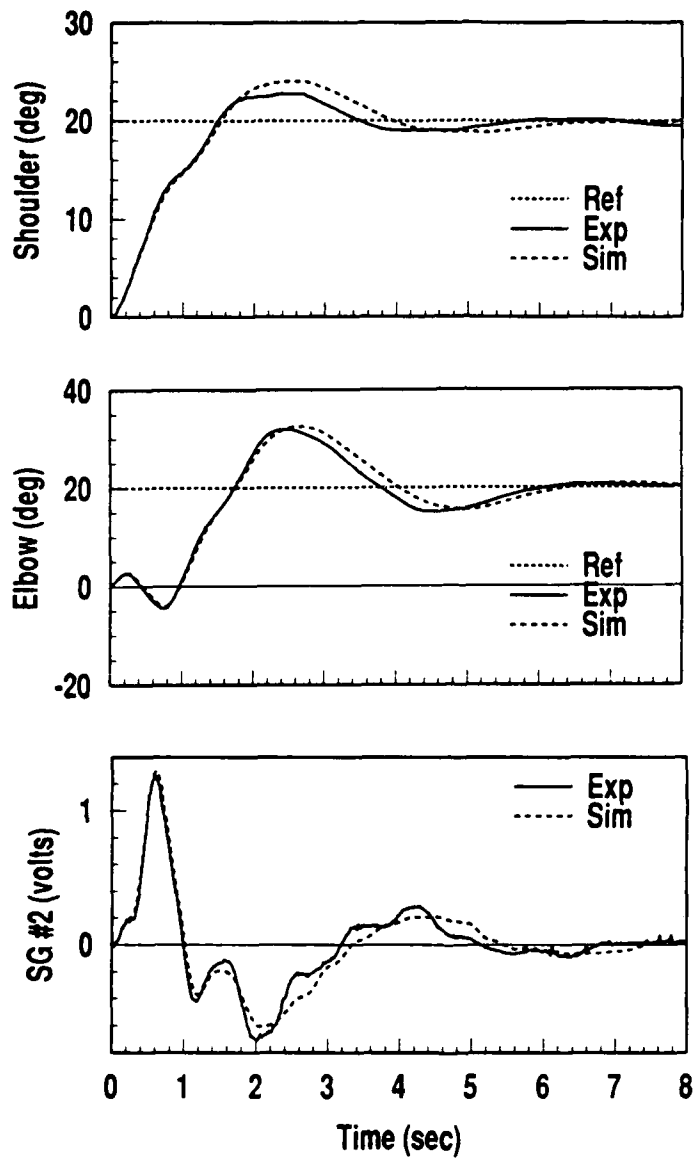 30
20
10
0
Shoulder (deg)
Ref
Exp
Sim
40
20
0
-20
Elbow (deg)
Ref
Exp
Sim
1
0
SG #2 (volts)
Exp
Sim
0 1 2 3 4 5 6 7 8
Time (sec)